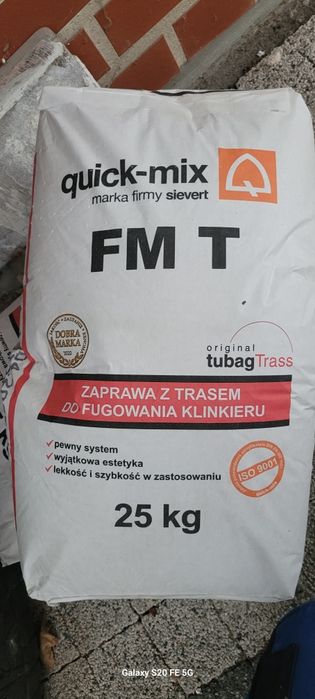 quick-mix
marka firmy sievert
FM T
DOBRA
MARKA
original
tubagTrass
ZAPRAWA Z TRASEM
DO FUGOWANIA KLINKIERU
✓pewny system
✓wyjątkowa estetyka
✓lekkość i szybkość w zastosowaniu
ISO 9001
25 kg
Galaxy S20 FE 5G